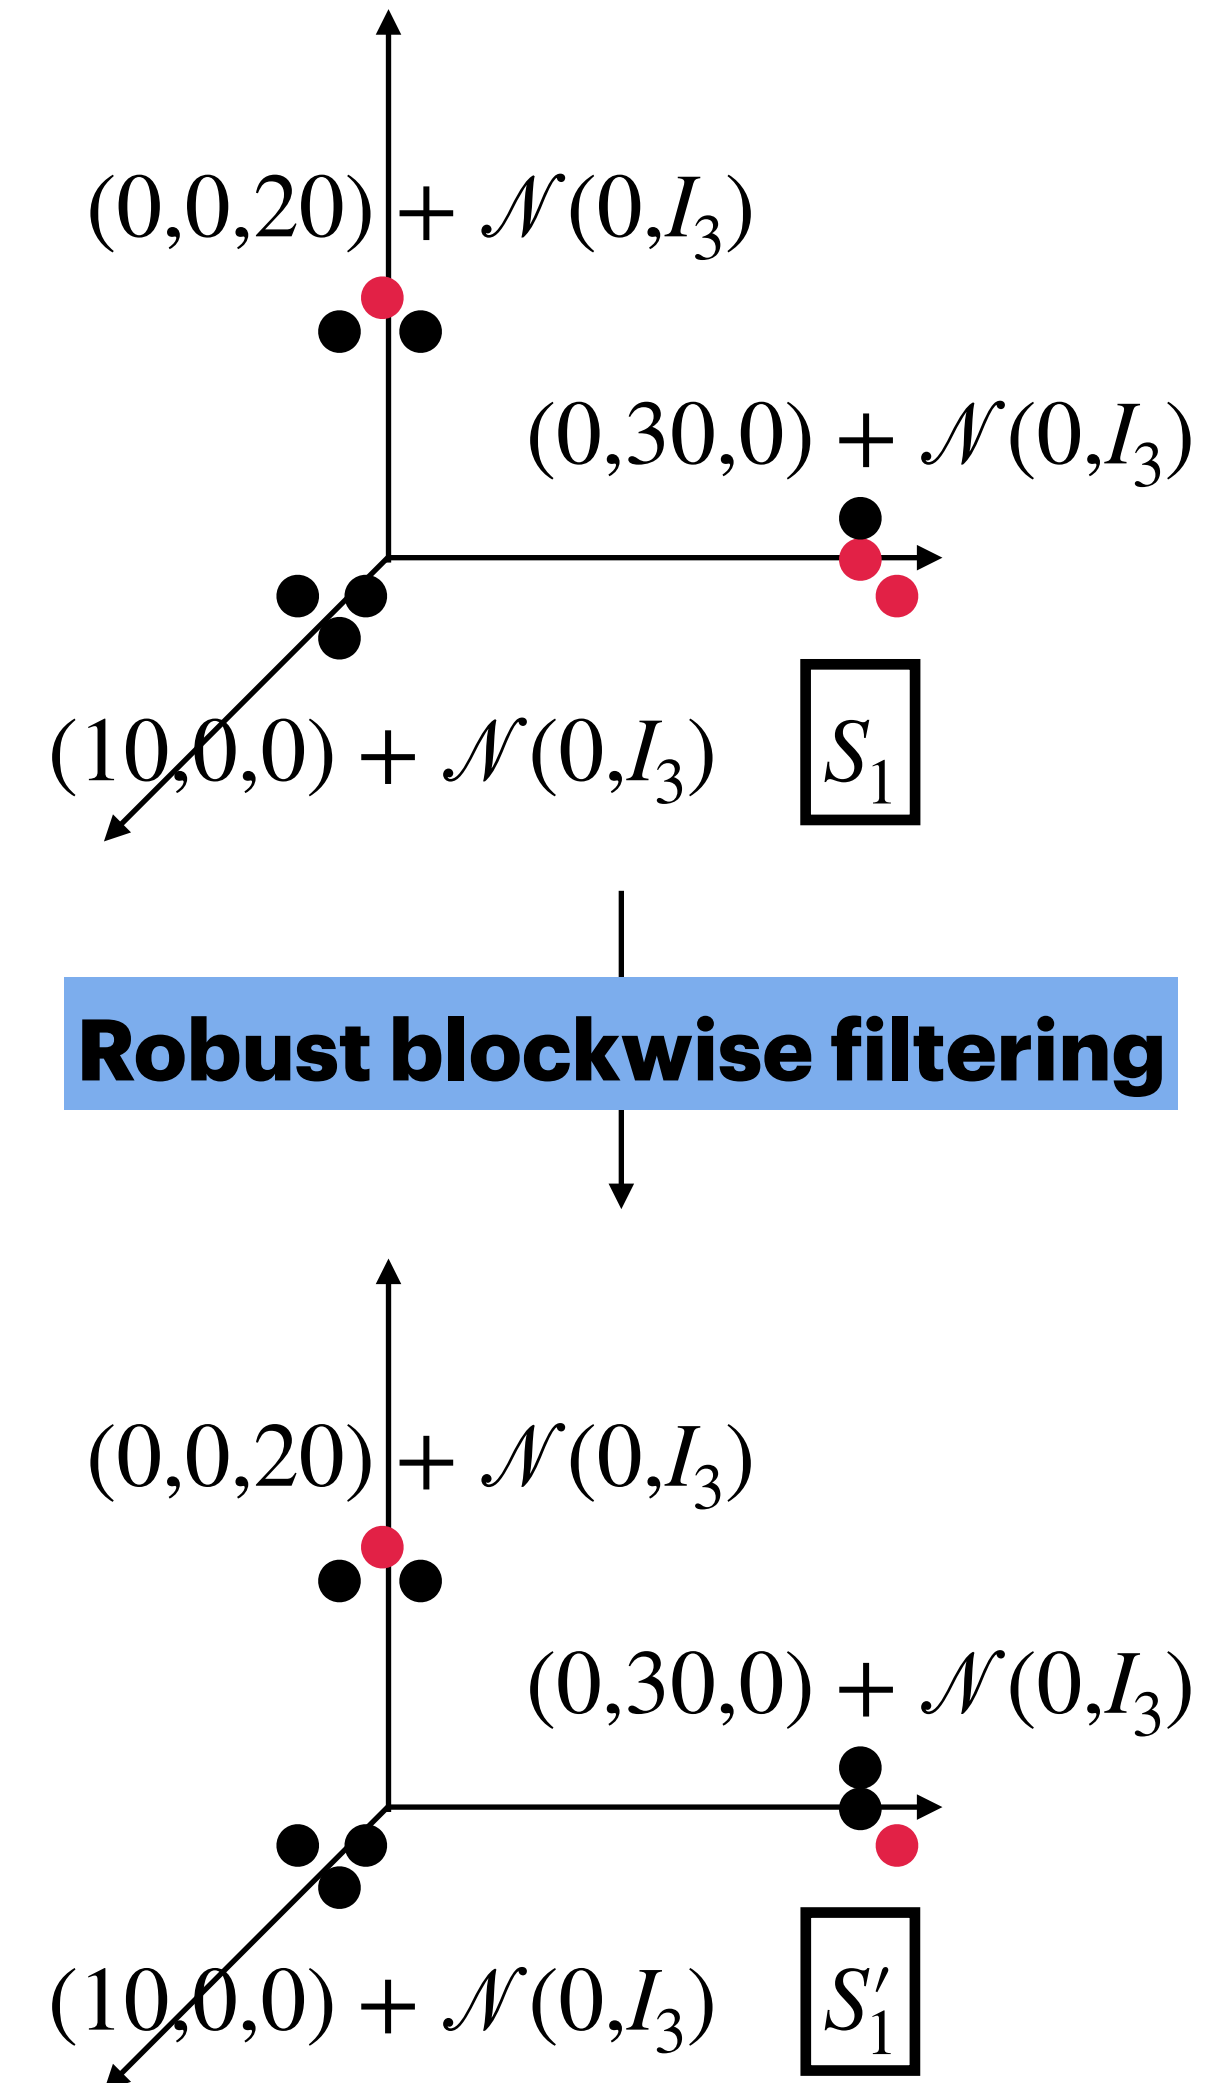 (0,0,20) + 𝒩(0,I₃)
(0,30,0) + 𝒩(0,I₃)
(10,0,0) + 𝒩(0,I₃)
S₁
Robust blockwise filtering
(0,0,20) + 𝒩(0,I₃)
(0,30,0) + 𝒩(0,I₃)
(10,0,0) + 𝒩(0,I₃)
S′₁